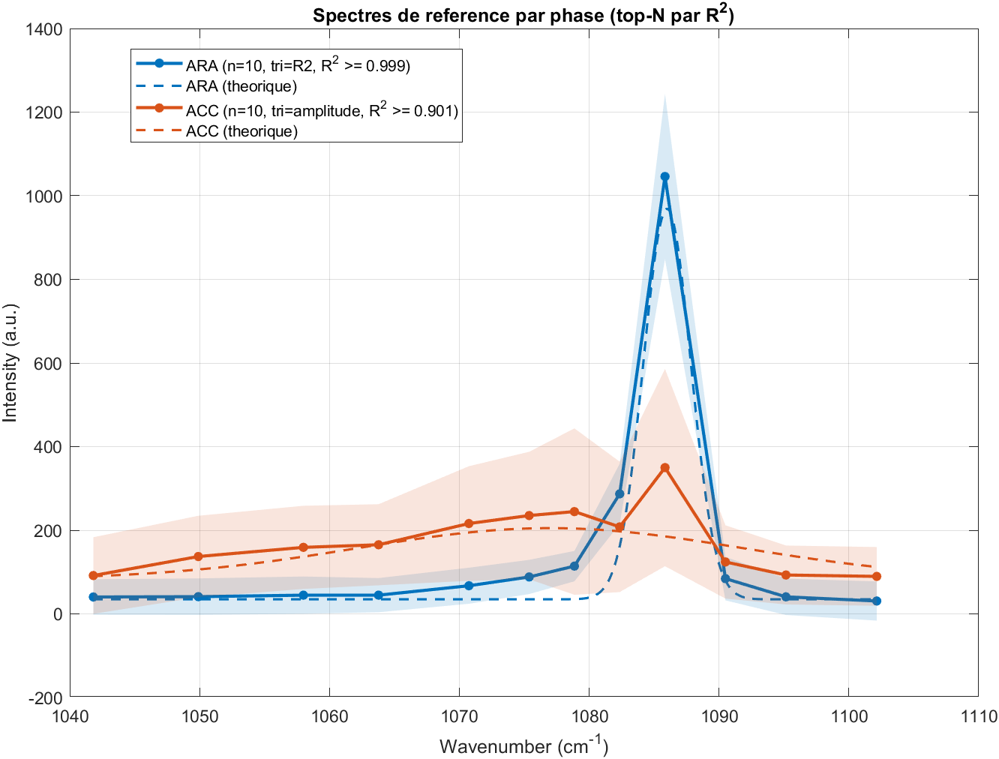 Spectres de reference par phase (top-N par R²)
1400
1200
1000
800
600
400
200
0
-200
ARA (n=10, tri=R2, R² >= 0.999)
ARA (theorique)
ACC (n=10, tri=amplitude, R² >= 0.901)
ACC (theorique)
Intensity (a.u.)
1040 1050 1060 1070 1080 1090 1100 1110
Wavenumber (cm⁻¹)